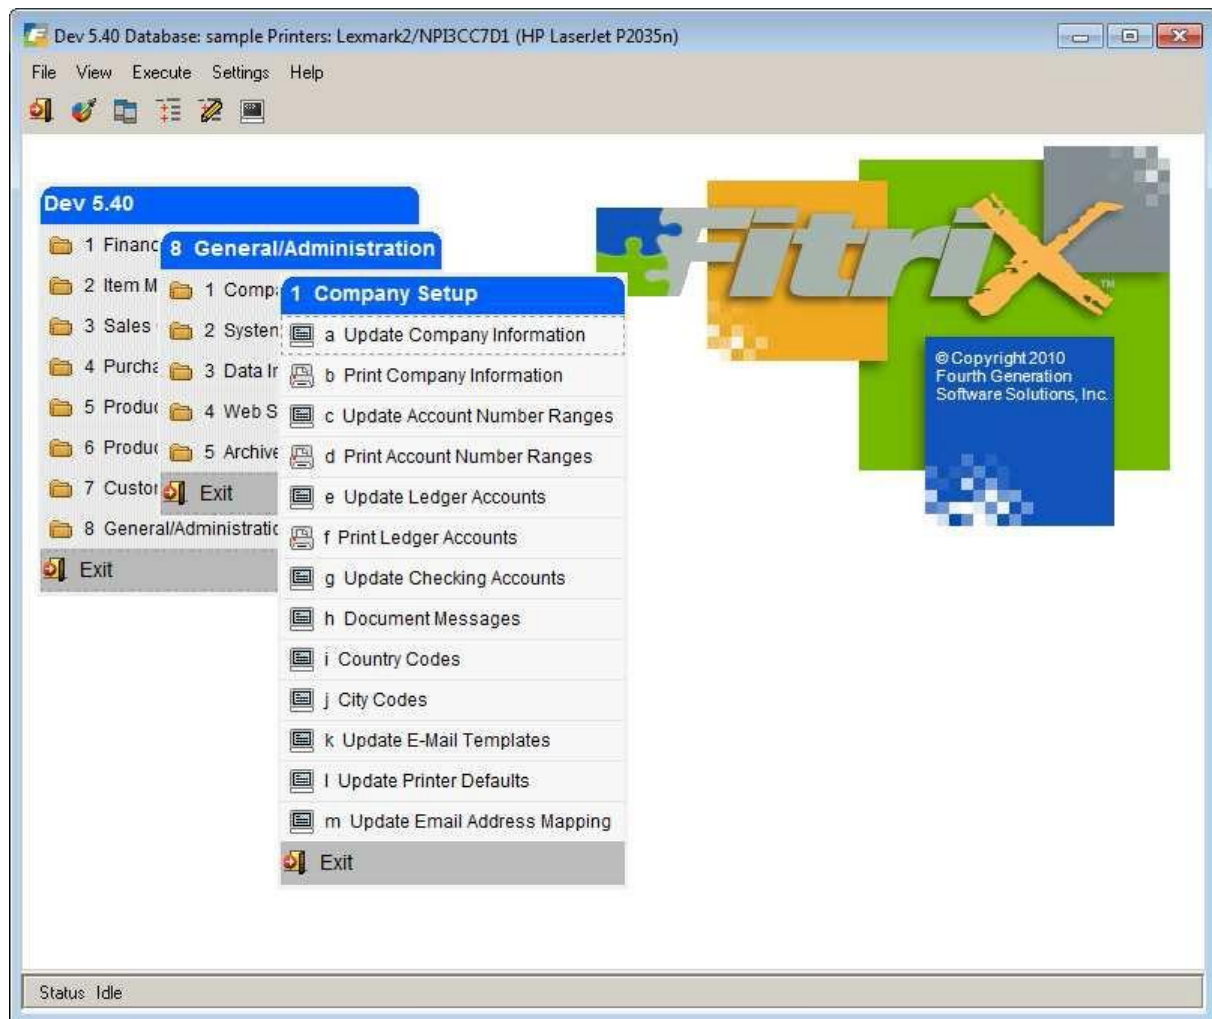 Dev 5.40 Database: sample Printers: Lexmark2/NPI3CC7D1 (HP LaserJet P2035n)
File View Execute Settings Help
Dev 5.40
1 Financ
2 Item M
3 Sales
4 Purcha
5 Produc
6 Produc
7 Custom
8 General/Administratio
Exit
8 General/Administration
1 Compa
2 System
3 Data In
4 Web S
5 Archive
Exit
1 Company Setup
a Update Company Information
b Print Company Information
c Update Account Number Ranges
d Print Account Number Ranges
e Update Ledger Accounts
f Print Ledger Accounts
g Update Checking Accounts
h Document Messages
i Country Codes
j City Codes
k Update E-Mail Templates
l Update Printer Defaults
m Update Email Address Mapping
Exit
FitriX
TM
©Copyright 2010
Fourth Generation
Software Solutions, Inc.
Status Idle